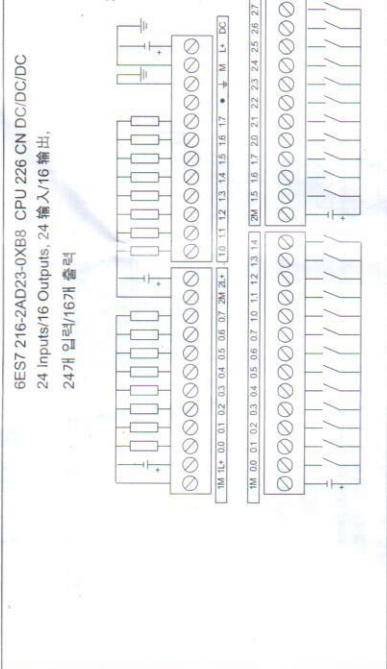 6ES7 216-2AD23-0XB8 CPU 226 CN DC/DC/DC
24 Inputs/16 Outputs, 24 输入/16 输出,
24개 입력/16개 출력
1M 1L+ 0.0 0.1 0.2 0.3 0.4 0.5 0.6 0.7 2M 2L+ 1.0 1.1 1.2 1.3 1.4 1.5 1.6 1.7 • ⏚ M L+ DC
1M 0.0 0.1 0.2 0.3 0.4 0.5 0.6 0.7 1.0 1.1 1.2 1.3 1.4 2M 1.5 1.6 1.7 2.0 2.1 2.2 2.3 2.4 2.5 2.6 2.7